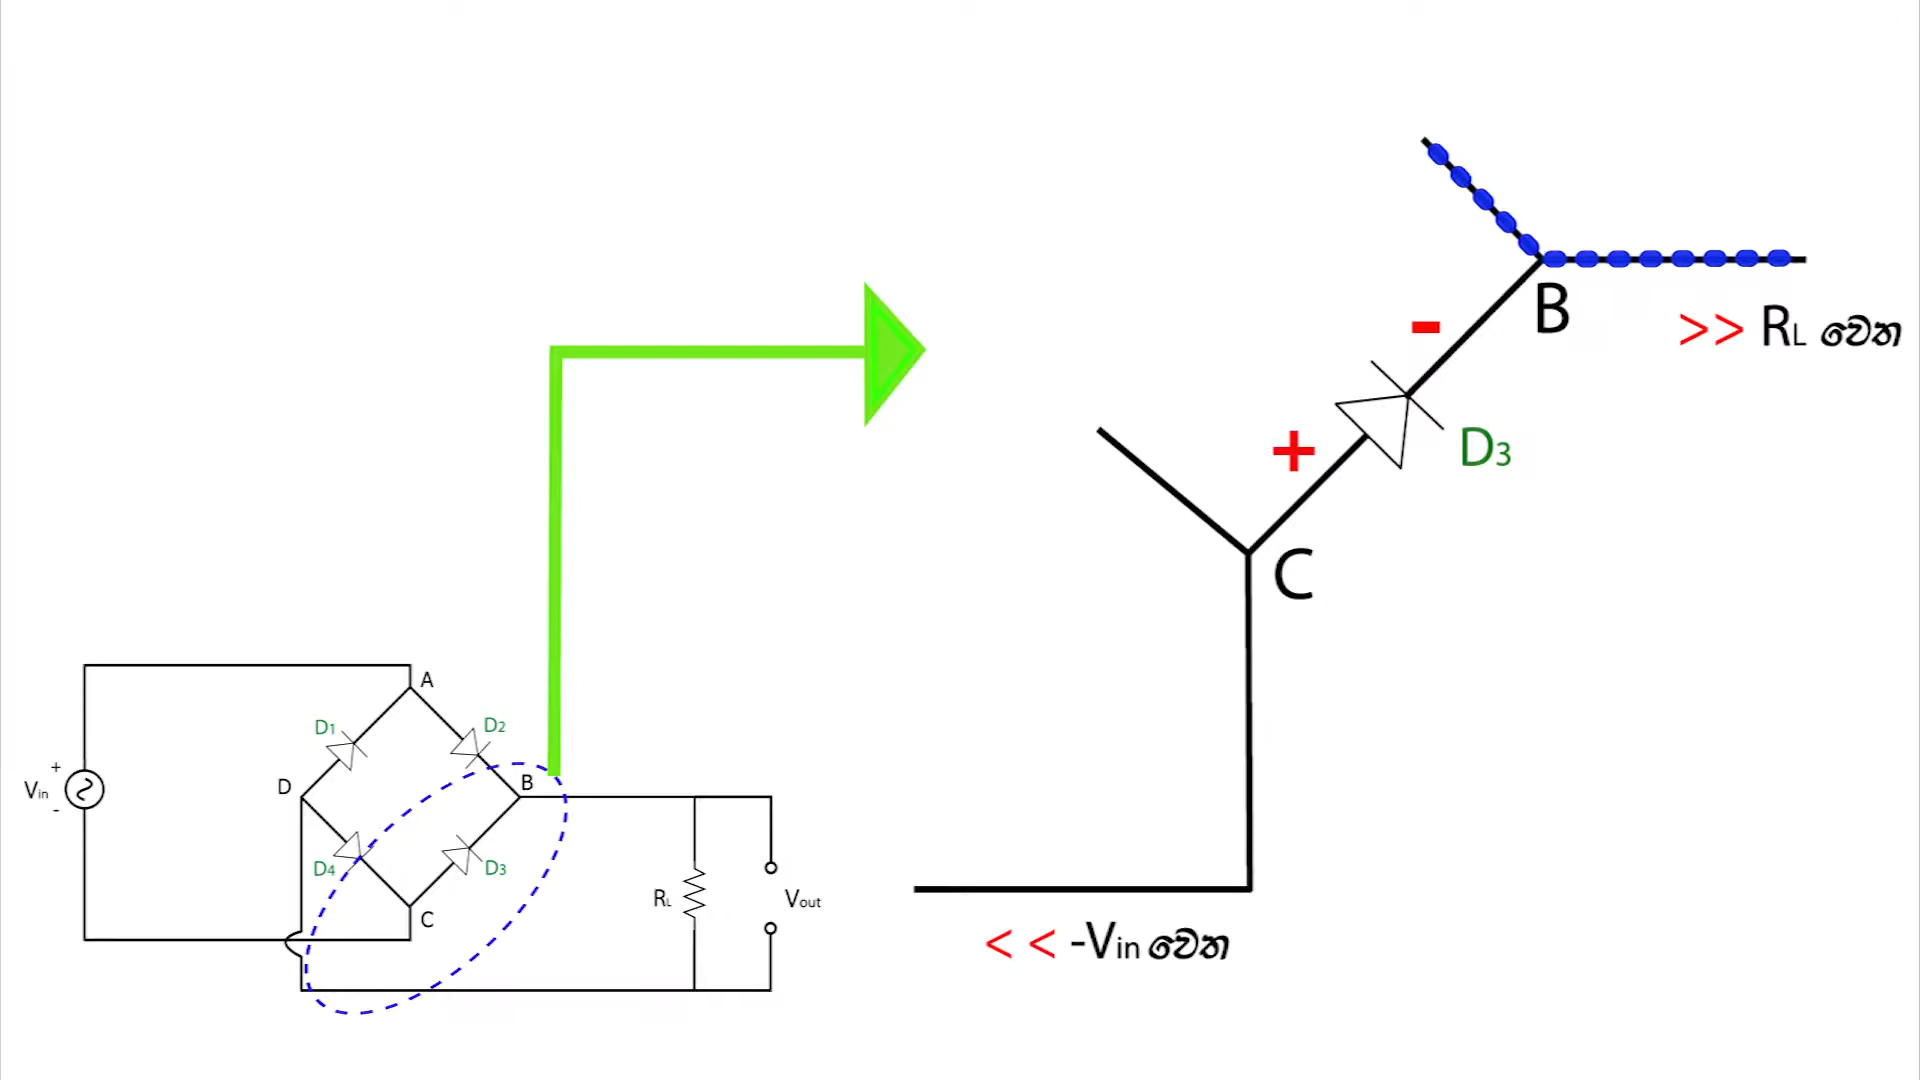 -
B
>> RL වෙත
+
D3
C
A
D1
D2
+
Vin
-
D
B
D4
D3
C
RL
Vout
< < -Vin වෙත